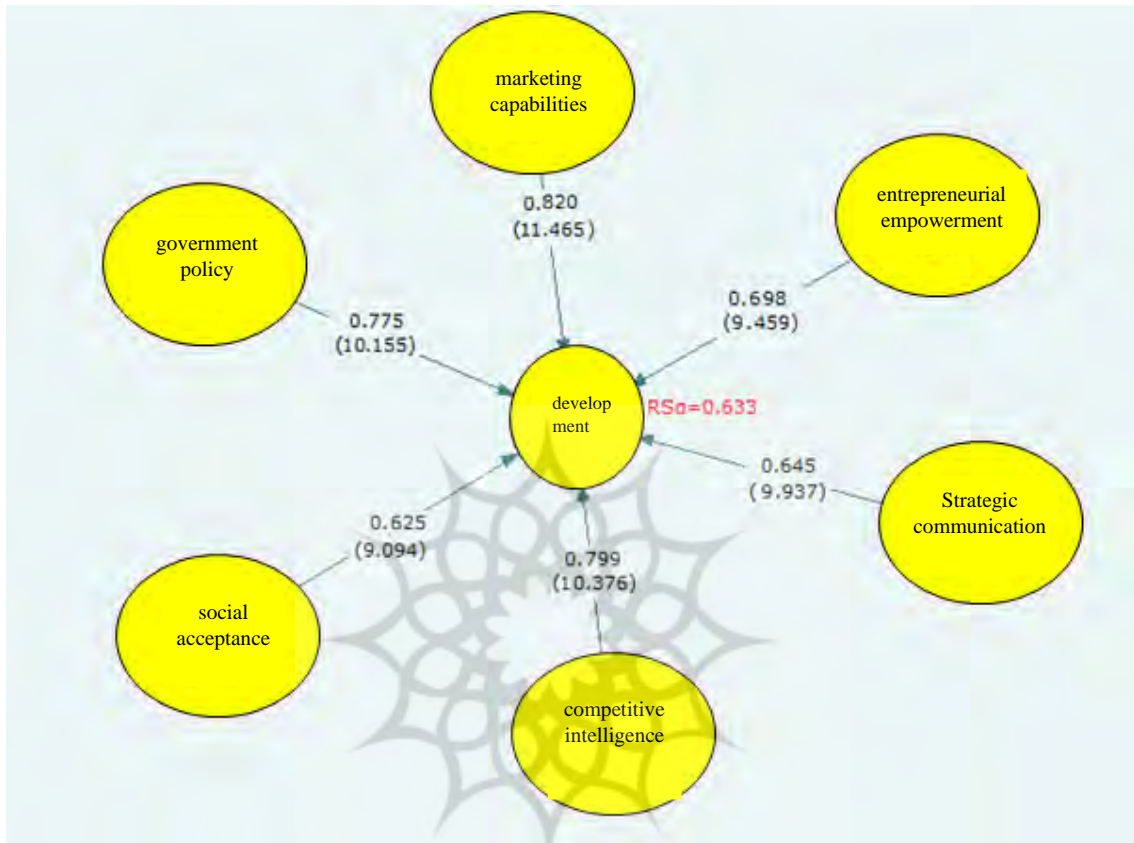 marketing
capabilities
0.820
(11.465)
entrepreneurial
empowerment
0.698
(9.459)
government
policy
0.775
(10.155)
develop
ment
RSq=0.633
Strategic
communication
0.645
(9.937)
social
acceptance
0.625
(9.094)
competitive
intelligence
0.799
(10.376)